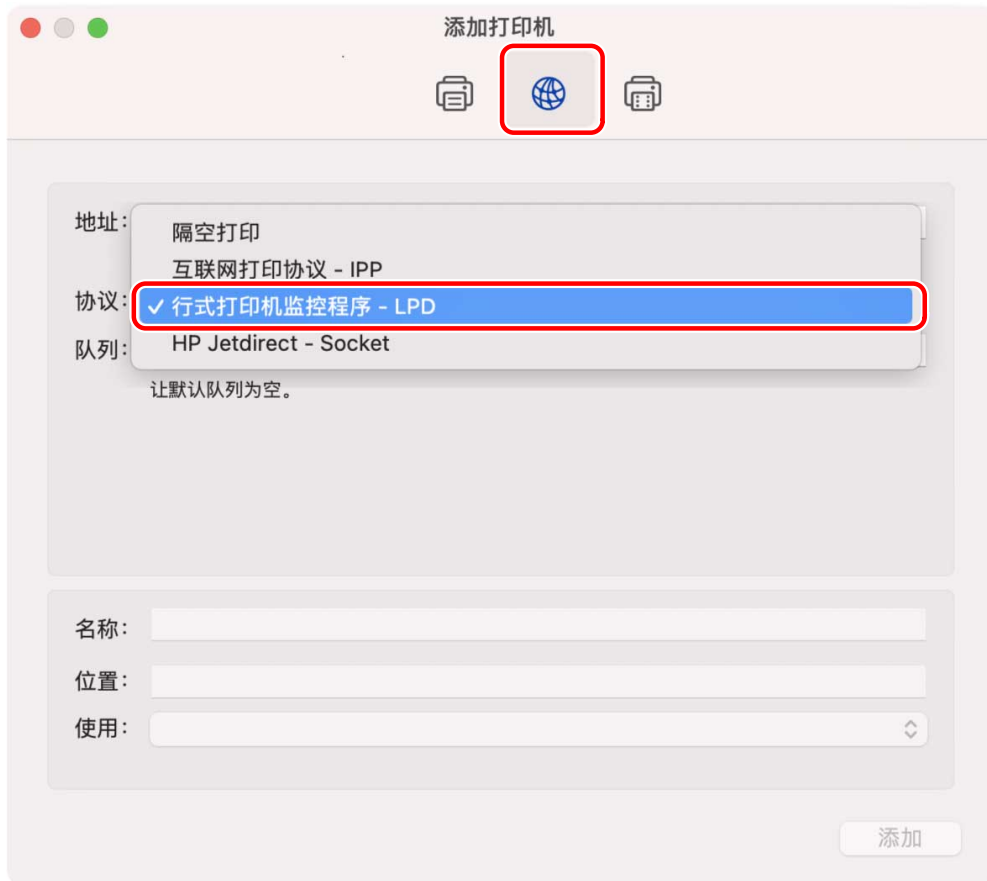 添加打印机
地址：
隔空打印
互联网打印协议 - IPP
协议：
✓ 行式打印机监控程序 - LPD
队列：
HP Jetdirect - Socket
让默认队列为空。
名称：
位置：
使用：
添加